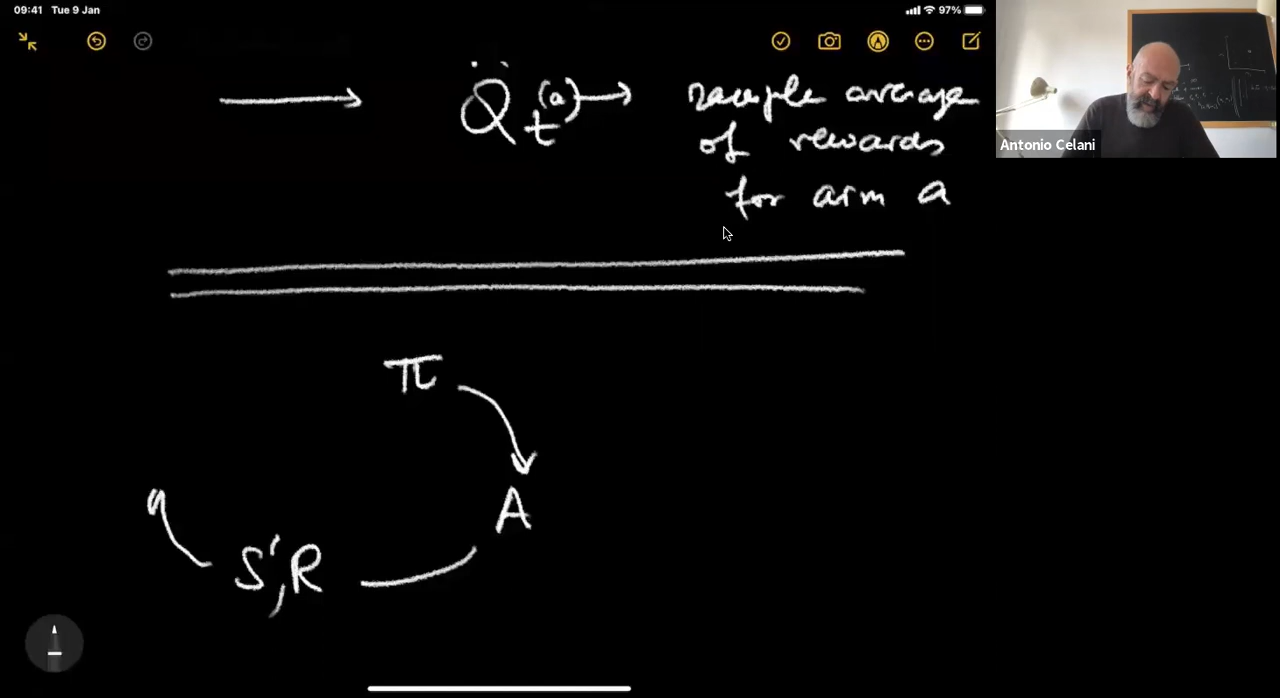 09:41 Tue 9 Jan
97%
→ Q t (a) → sample average
of rewards
for arm a
Antonio Celani
π
A
S',R